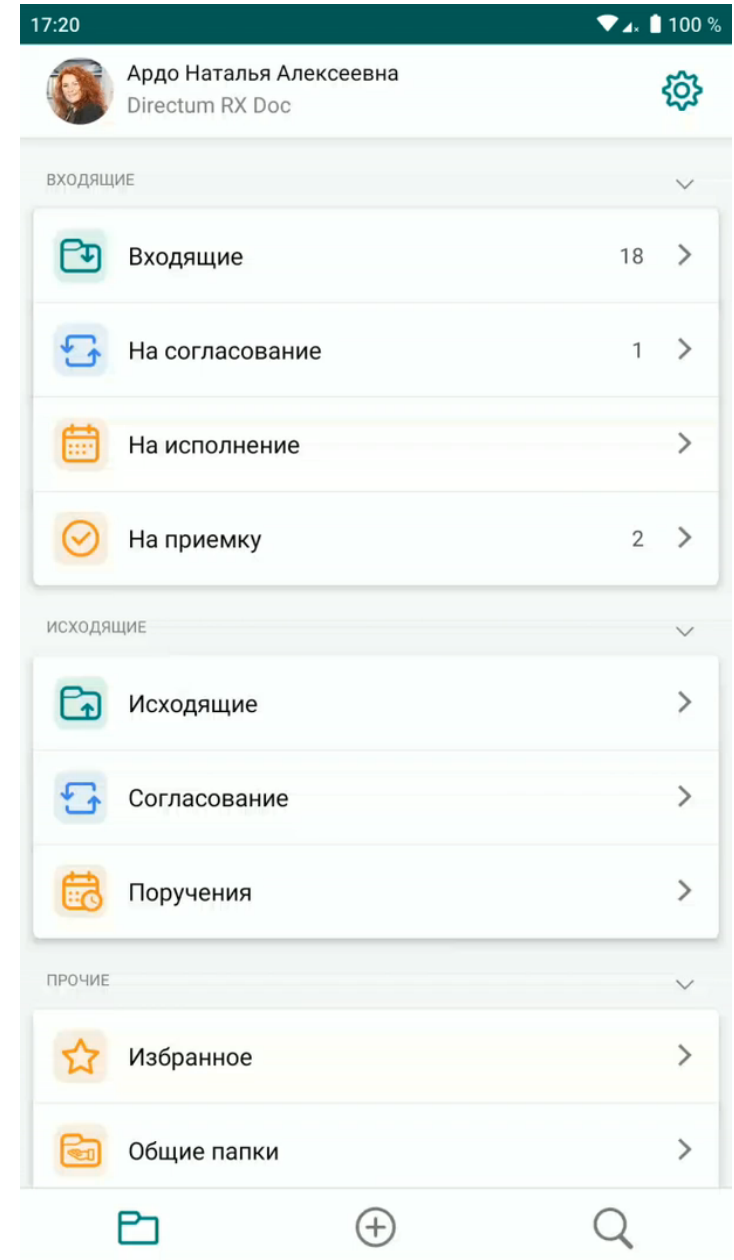 17:20
100 %
Ардо Наталья Алексеевна
Directum RX Doc
ВХОДЯЩИЕ
Входящие 18
На согласование 1
На исполнение
На приемку 2
ИСХОДЯЩИЕ
Исходящие
Согласование
Поручения
ПРОЧИЕ
Избранное
Общие папки